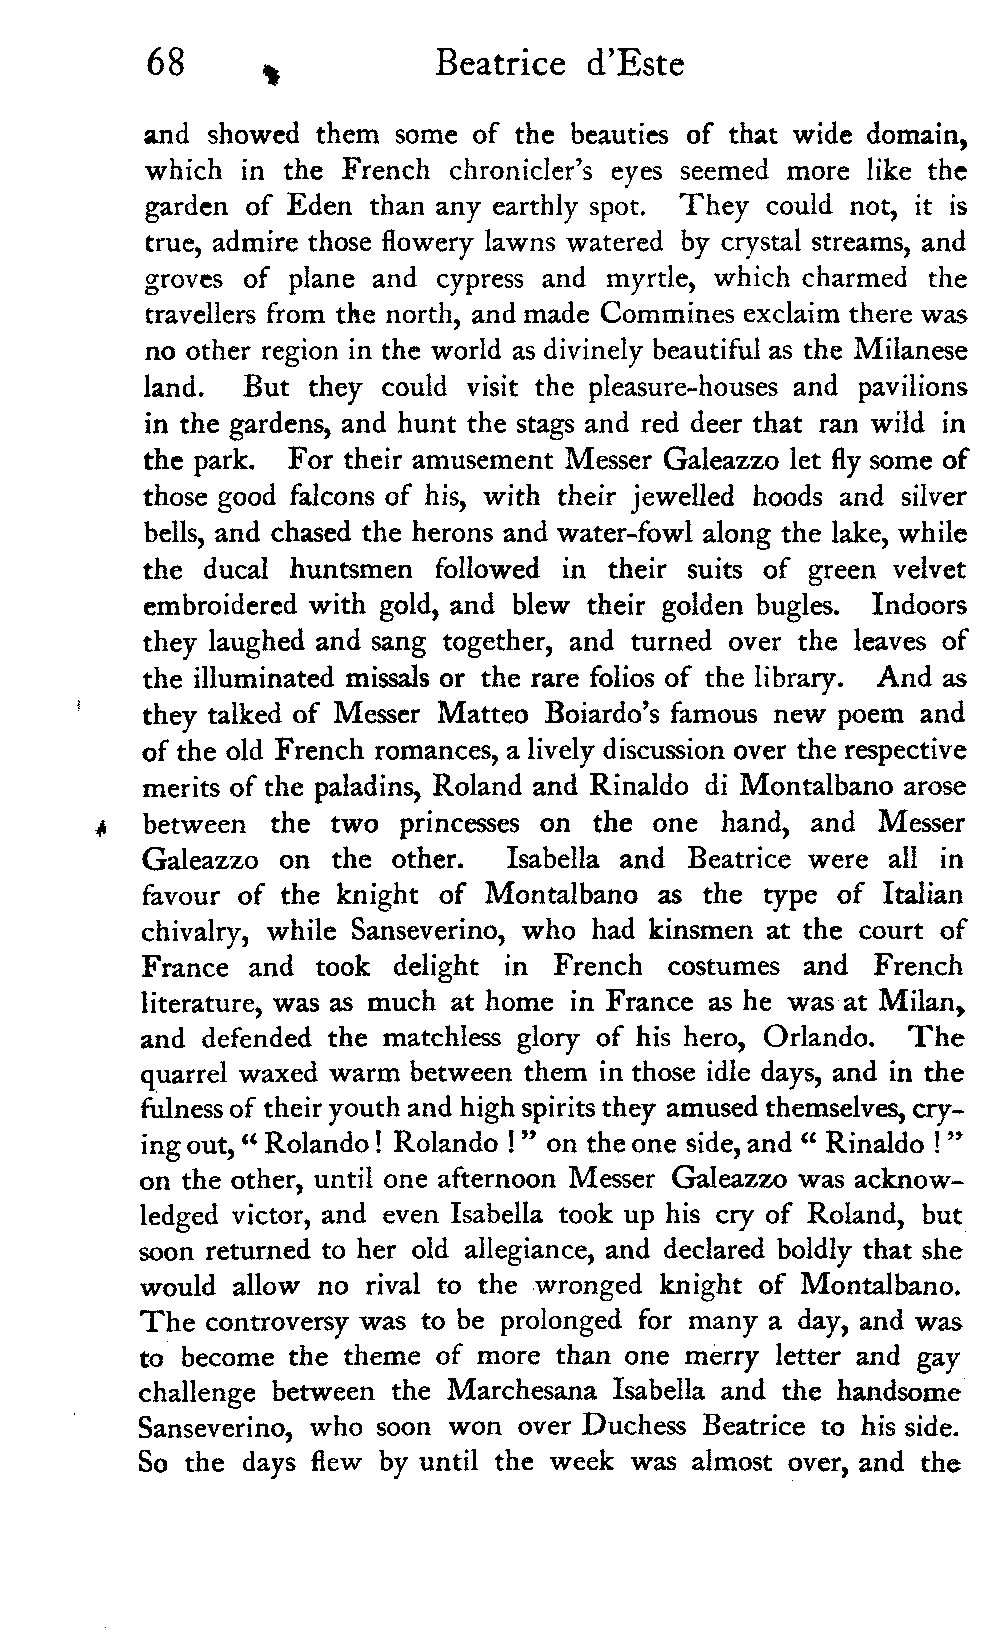 68 Beatrice d'Este
and showed them some of the beauties of that wide domain,
which in the French chronicler's eyes seemed more like the
garden of Eden than any earthly spot. They could not, it is
true, admire those flowery lawns watered by crystal streams, and
groves of plane and cypress and myrtle, which charmed the
travellers from the north, and made Commines exclaim there was
no other region in the world as divinely beautiful as the Milanese
land. But they could visit the pleasure-houses and pavilions
in the gardens, and hunt the stags and red deer that ran wild in
the park. For their amusement Messer Galeazzo let fly some of
those good falcons of his, with their jewelled hoods and silver
bells, and chased the herons and water-fowl along the lake, while
the ducal huntsmen followed in their suits of green velvet
embroidered with gold, and blew their golden bugles. Indoors
they laughed and sang together, and turned over the leaves of
the illuminated missals or the rare folios of the library. And as
they talked of Messer Matteo Boiardo's famous new poem and
of the old French romances, a lively discussion over the respective
merits of the paladins, Roland and Rinaldo di Montalbano arose
between the two princesses on the one hand, and Messer
Galeazzo on the other. Isabella and Beatrice were all in
favour of the knight of Montalbano as the type of Italian
chivalry, while Sanseverino, who had kinsmen at the court of
France and took delight in French costumes and French
literature, was as much at home in France as he was at Milan,
and defended the matchless glory of his hero, Orlando. The
quarrel waxed warm between them in those idle days, and in the
fulness of their youth and high spirits they amused themselves, cry-
ing out, "Rolando! Rolando!" on the one side, and "Rinaldo!"
on the other, until one afternoon Messer Galeazzo was acknow-
ledged victor, and even Isabella took up his cry of Roland, but
soon returned to her old allegiance, and declared boldly that she
would allow no rival to the wronged knight of Montalbano.
The controversy was to be prolonged for many a day, and was
to become the theme of more than one merry letter and gay
challenge between the Marchesana Isabella and the handsome
Sanseverino, who soon won over Duchess Beatrice to his side.
So the days flew by until the week was almost over, and the